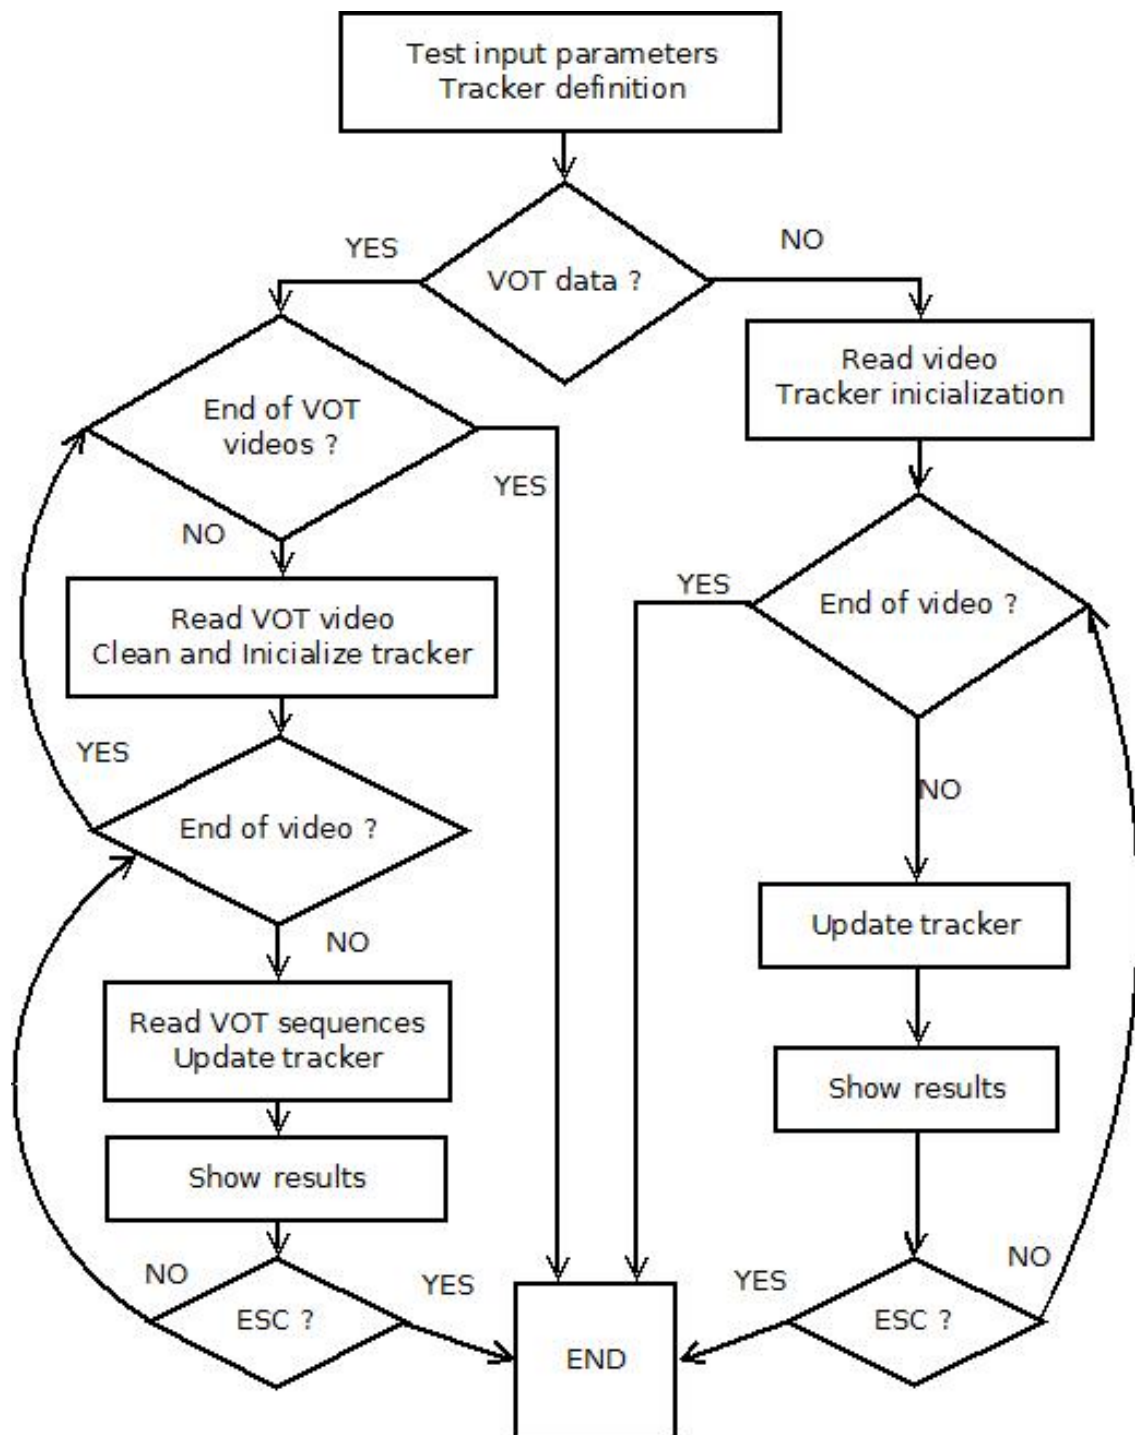 Test input parameters
Tracker definition
YES
NO
VOT data ?
Read video
Tracker inicialization
End of VOT
videos ?
YES
NO
YES
End of video ?
Read VOT video
Clean and Inicialize tracker
YES
NO
End of video ?
Update tracker
NO
Read VOT sequences
Update tracker
Show results
Show results
NO
YES
YES
NO
ESC ?
ESC ?
END